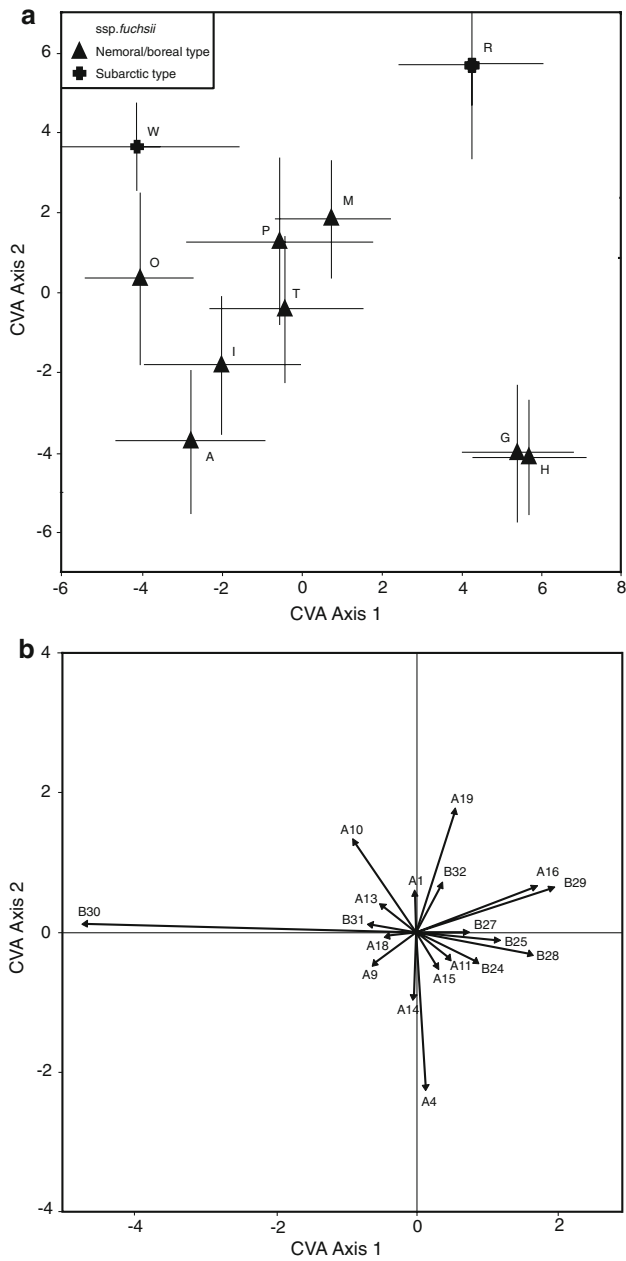 a
ssp.fuchsii
Nemoral/boreal type
Subarctic type
R
W
M
P
O
T
I
A
G
H
6
4
2
0
-2
-4
-6
CVA Axis 2
-6 -4 -2 0 2 4 6 8
CVA Axis 1
b
4
2
0
-2
-4
CVA Axis 2
A19
A10
A1
B32
A16
B29
A13
B30
B31
B27
A18
B25
B28
A9
A11
B24
A15
A14
A4
-4 -2 0 2
CVA Axis 1